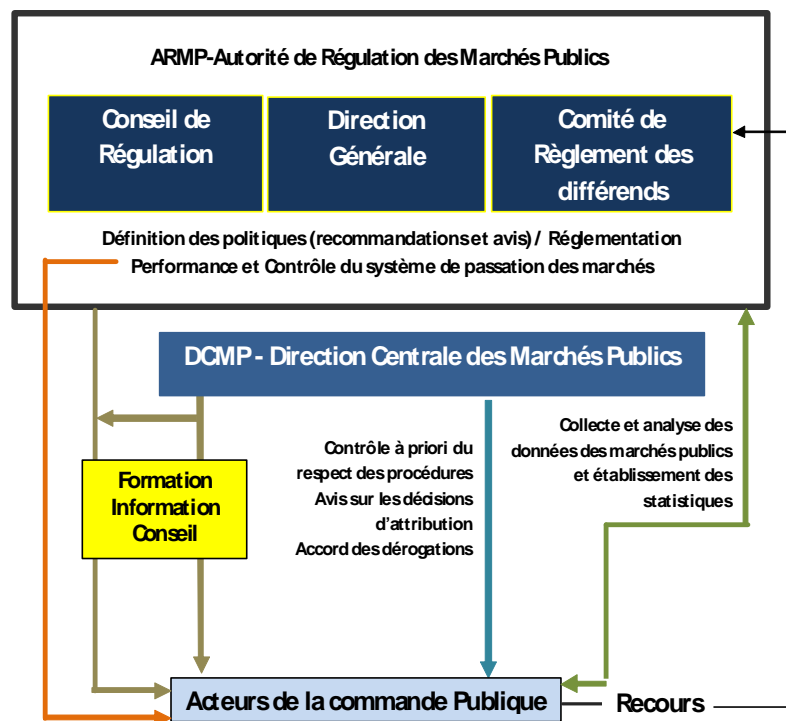 ARMP-Autorité de Régulation des Marchés Publics
Conseil de
Régulation
Direction
Générale
Comité de
Règlement des
différends
Définition des politiques (recommandations et avis) / Réglementation
Performance et Contrôle du système de passation des marchés
DCMP - Direction Centrale des Marchés Publics
Formation
Information
Conseil
Contrôle à priori du
respect des procédures
Avis sur les décisions
d'attribution
Accord des dérogations
Collecte et analyse des
données des marchés publics
et établissement des
statistiques
Acteurs de la commande Publique
Recours